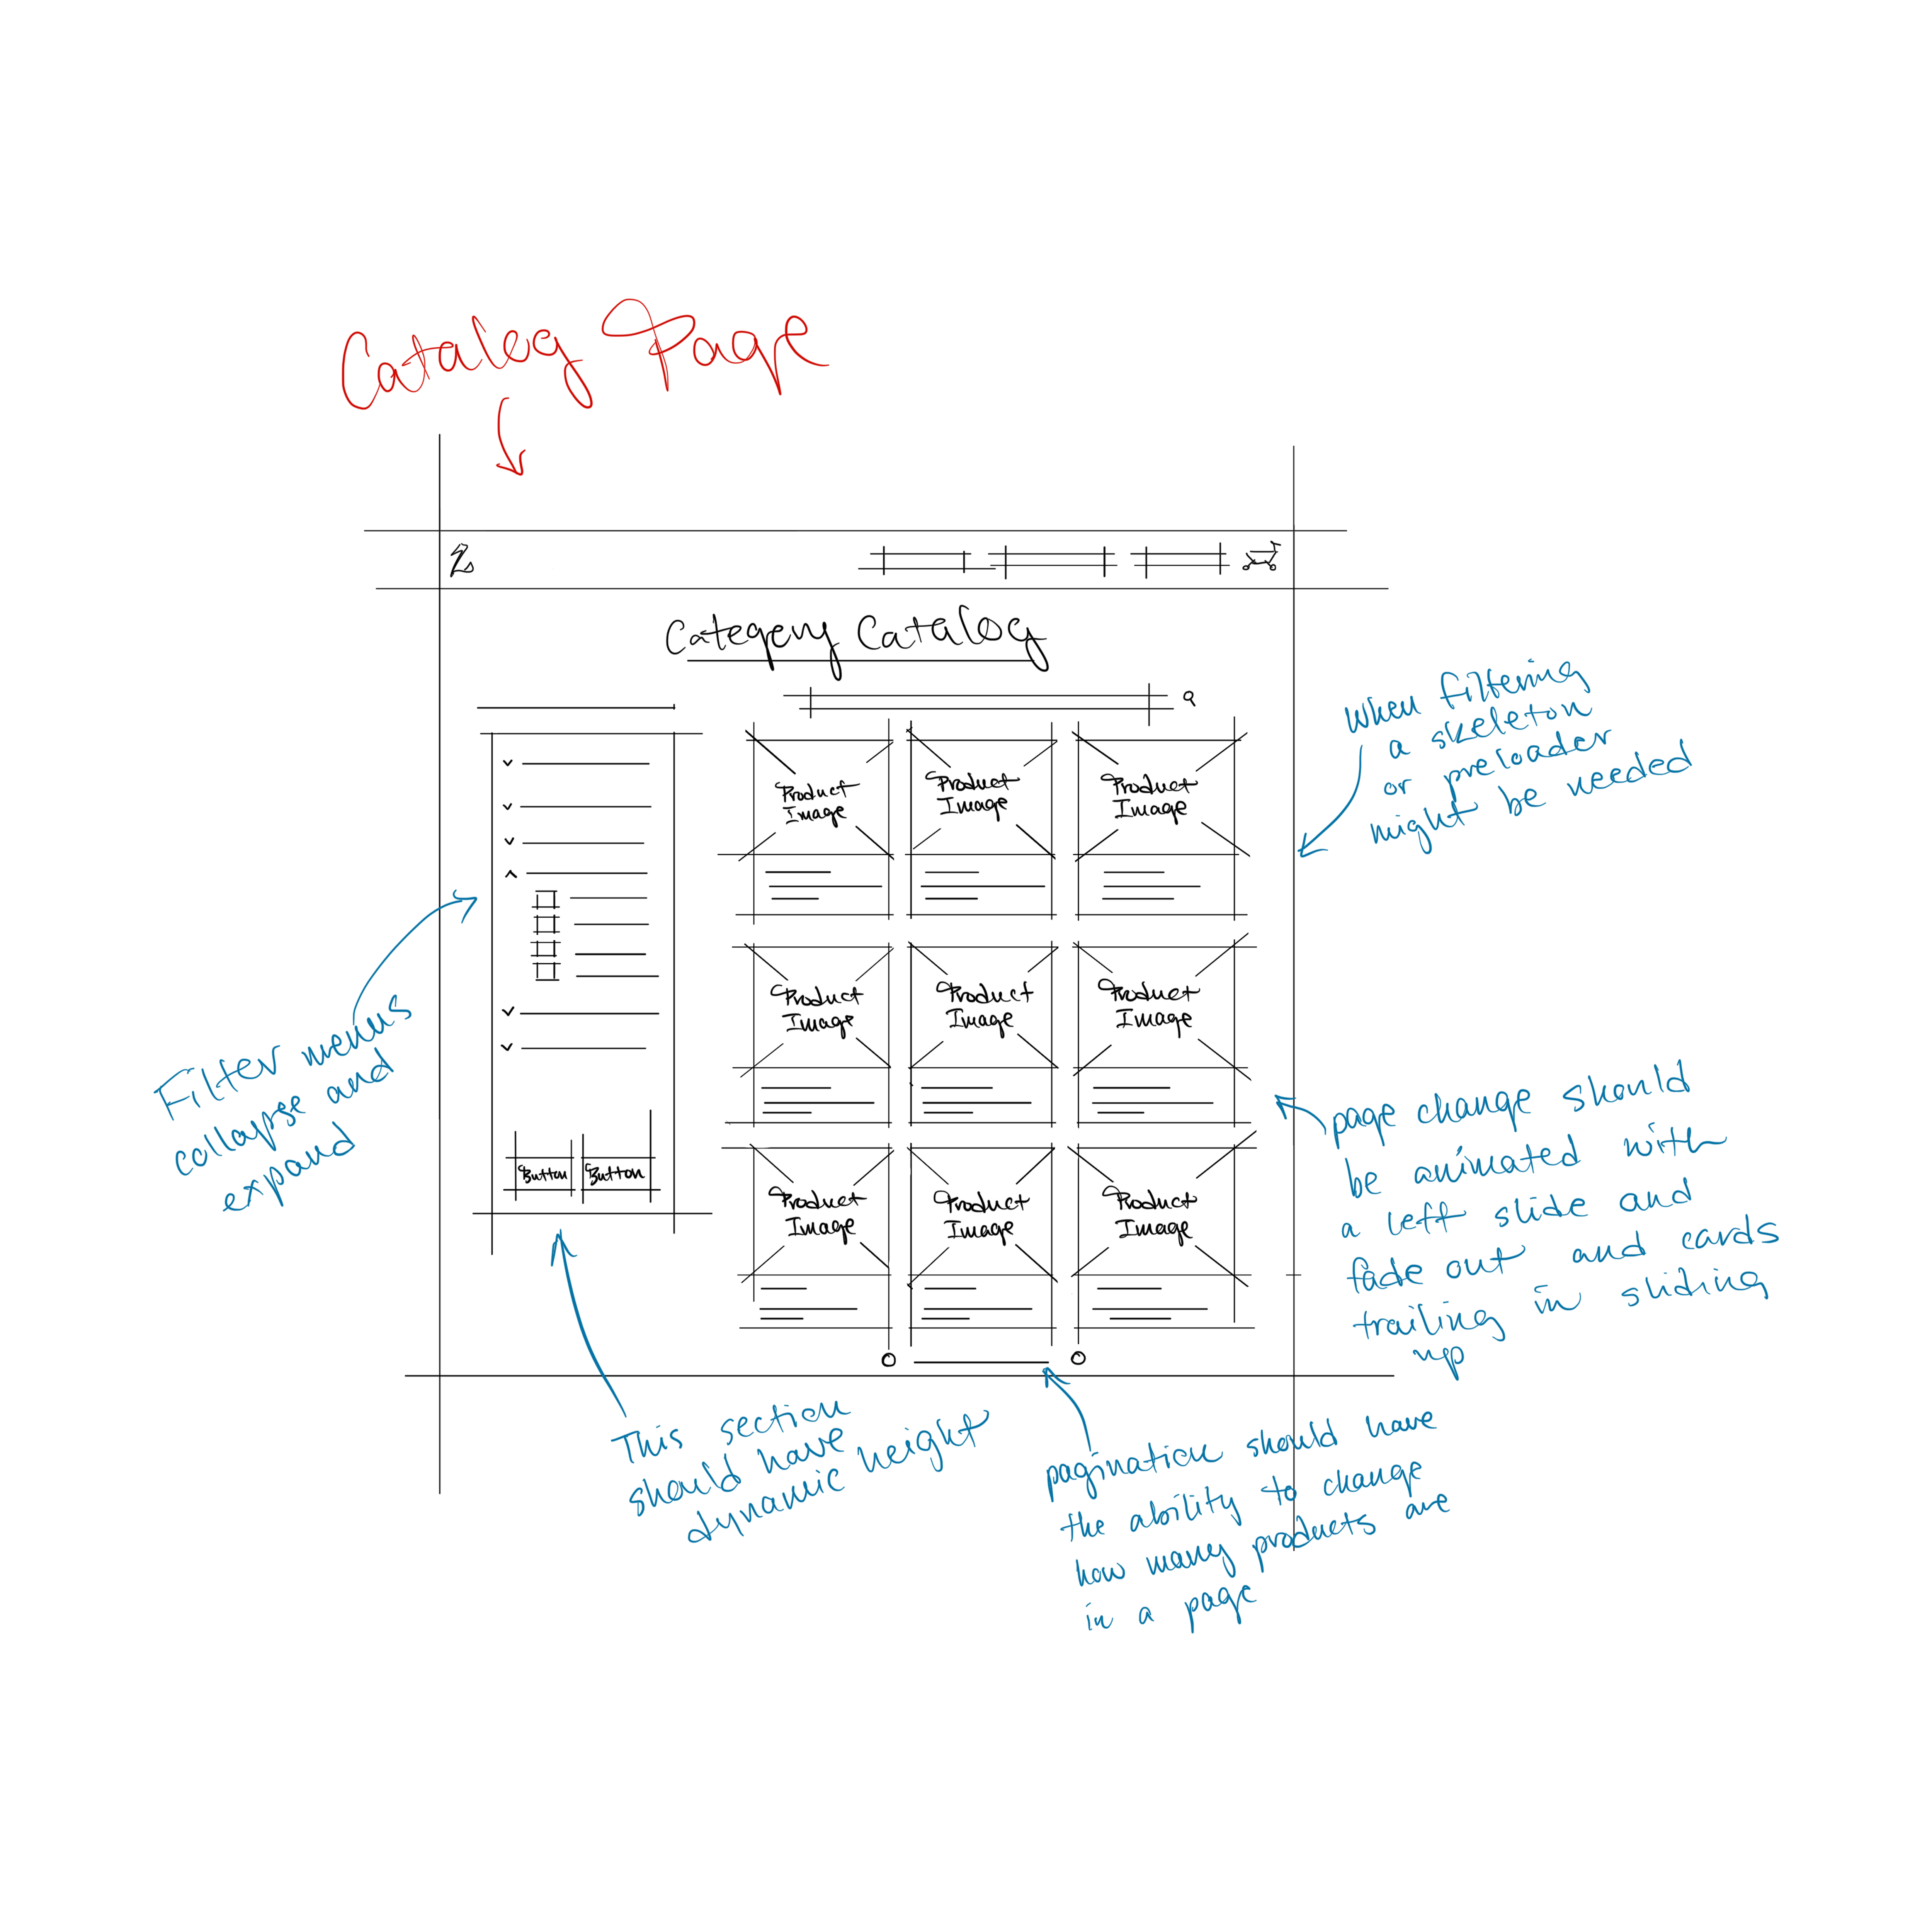 Catalog Page
Category Catalog
Product
Image
Product
Image
Product
Image
Product
Image
Product
Image
Product
Image
Product
Image
Product
Image
Product
Image
Button
Button
Filter menus
collapse and
expand
This section
should have
dynamic height
pagination should have
the ability to change
how many products are
in a page
When filtering
a skeleton
or preloader
might be needed
page change should
be animated with
a left slide and
fade out and cards
trailing in sliding
up